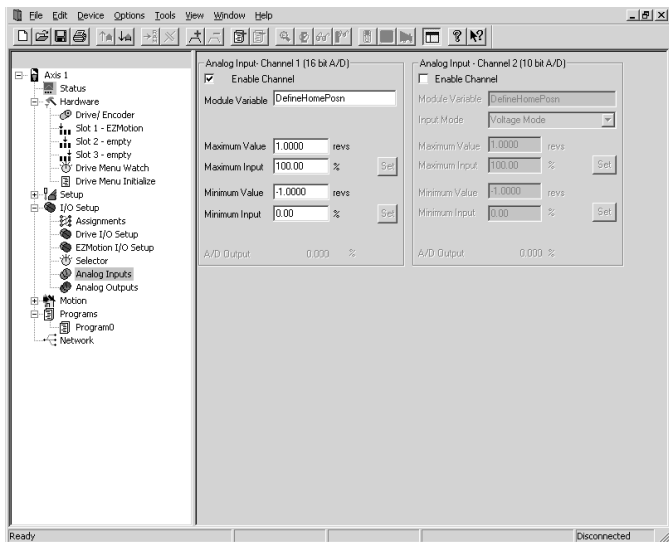 File Edit Device Options Tools View Window Help
Axis 1
Status
Hardware
Drive/ Encoder
Slot 1 - EZMotion
Slot 2 - empty
Slot 3 - empty
Drive Menu Watch
Drive Menu Initialize
Setup
I/O Setup
Assignments
Drive I/O Setup
EZMotion I/O Setup
Selector
Analog Inputs
Analog Outputs
Motion
Programs
Program0
Network
Analog Input- Channel 1 (16 bit A/D)
Enable Channel
Module Variable DefineHomePosn
Maximum Value 1.0000 revs
Maximum Input 100.00 % Set
Minimum Value -1.0000 revs
Minimum Input 0.00 % Set
A/D Output 0.000 %
Analog Input - Channel 2 (10 bit A/D)
Enable Channel
Module Variable DefineHomePosn
Input Mode Voltage Mode
Maximum Value 1.0000 revs
Maximum Input 100.00 % Set
Minimum Value -1.0000 revs
Minimum Input 0.00 % Set
A/D Output 0.000 %
Ready Disconnected